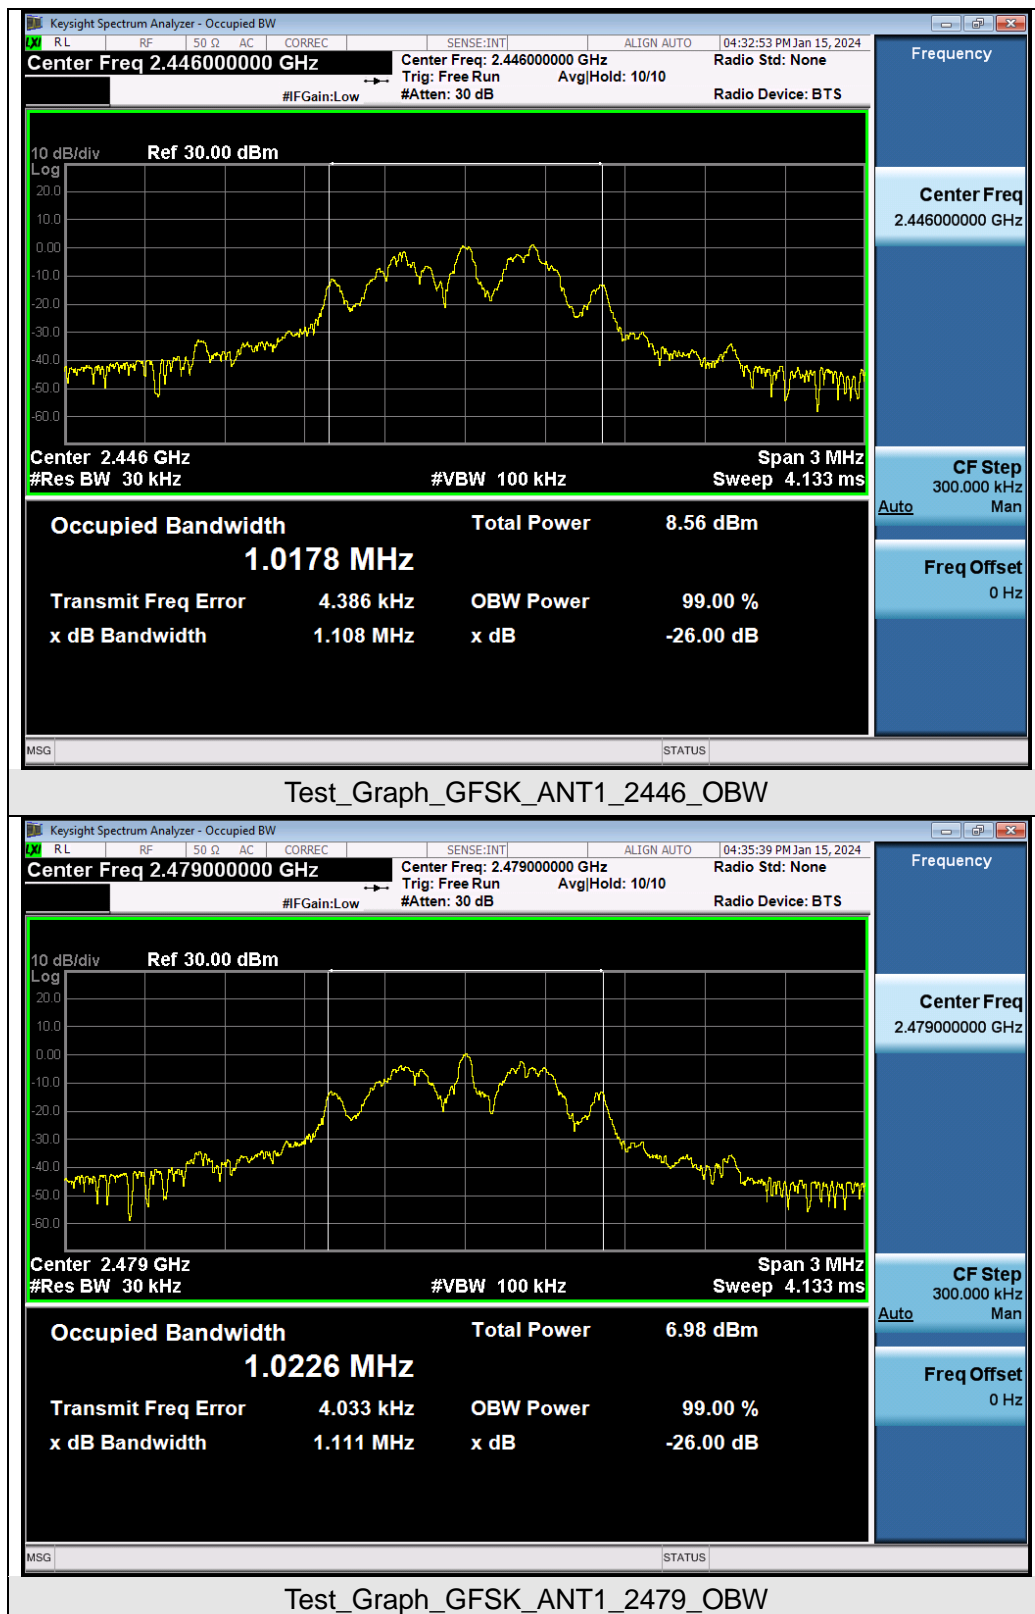 Keysight Spectrum Analyzer - Occupied BW
LXI RL RF 50 Ω AC CORREC SENSE:INT ALIGN AUTO 04:32:53 PM Jan 15, 2024
Center Freq 2.446000000 GHz
Center Freq: 2.446000000 GHz
Radio Std: None
Trig: Free Run Avg|Hold: 10/10
#IFGain:Low #Atten: 30 dB
Radio Device: BTS
Frequency
10 dB/div Ref 30.00 dBm
Log
20.0
10.0
0.00
-10.0
-20.0
-30.0
-40.0
-50.0
-60.0
Center Freq
2.446000000 GHz
Center 2.446 GHz Span 3 MHz
#Res BW 30 kHz #VBW 100 kHz Sweep 4.133 ms
CF Step
300.000 kHz
Auto Man
Occupied Bandwidth Total Power 8.56 dBm
1.0178 MHz
Freq Offset
0 Hz
Transmit Freq Error 4.386 kHz OBW Power 99.00 %
x dB Bandwidth 1.108 MHz x dB -26.00 dB
MSG STATUS
Test_Graph_GFSK_ANT1_2446_OBW
Keysight Spectrum Analyzer - Occupied BW
LXI RL RF 50 Ω AC CORREC SENSE:INT ALIGN AUTO 04:35:39 PM Jan 15, 2024
Center Freq 2.479000000 GHz
Center Freq: 2.479000000 GHz
Radio Std: None
Trig: Free Run Avg|Hold: 10/10
#IFGain:Low #Atten: 30 dB
Radio Device: BTS
Frequency
10 dB/div Ref 30.00 dBm
Log
20.0
10.0
0.00
-10.0
-20.0
-30.0
-40.0
-50.0
-60.0
Center Freq
2.479000000 GHz
Center 2.479 GHz Span 3 MHz
#Res BW 30 kHz #VBW 100 kHz Sweep 4.133 ms
CF Step
300.000 kHz
Auto Man
Occupied Bandwidth Total Power 6.98 dBm
1.0226 MHz
Freq Offset
0 Hz
Transmit Freq Error 4.033 kHz OBW Power 99.00 %
x dB Bandwidth 1.111 MHz x dB -26.00 dB
MSG STATUS
Test_Graph_GFSK_ANT1_2479_OBW